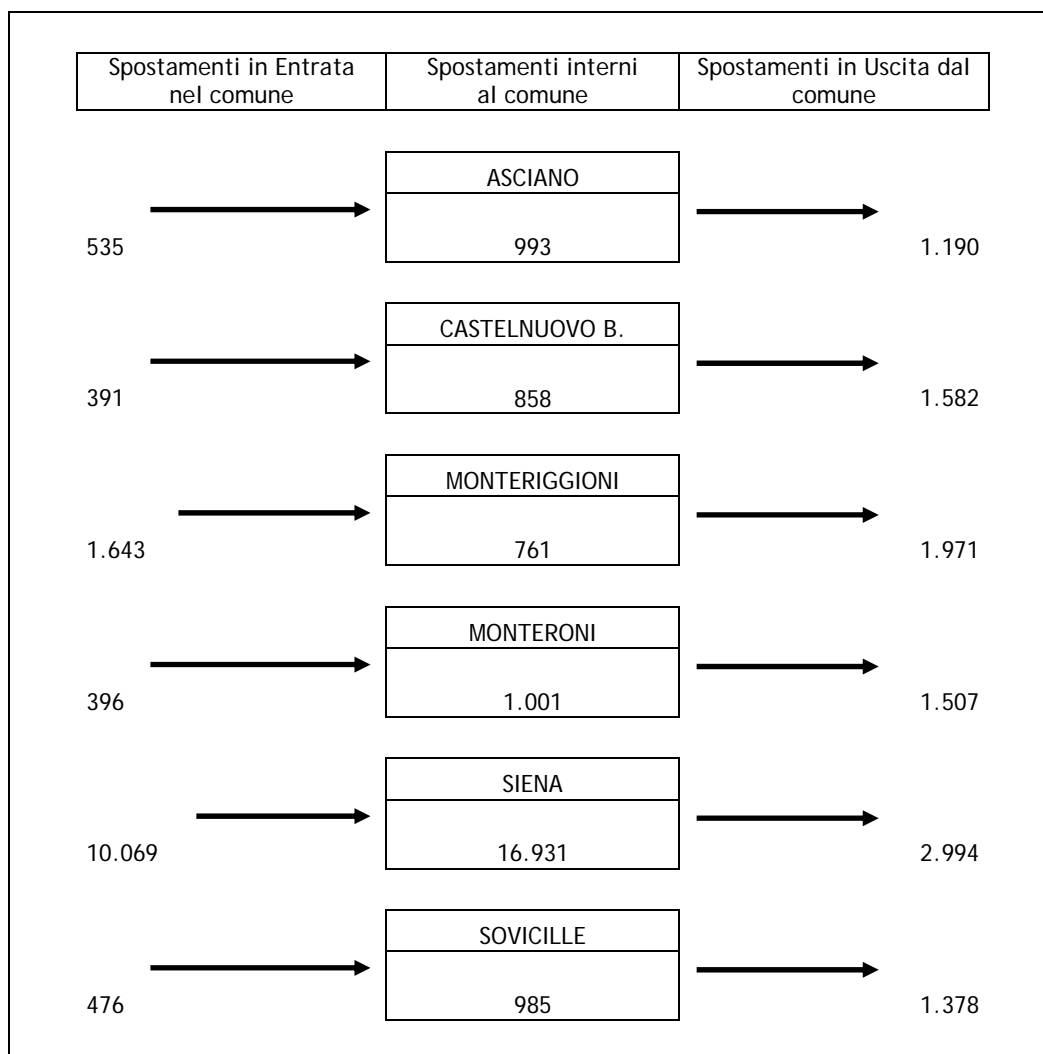 Spostamenti in Entrata
nel comune
Spostamenti interni
al comune
Spostamenti in Uscita dal
comune
ASCIANO
535
993
1.190
CASTELNUOVO B.
391
858
1.582
MONTERIGGIONI
1.643
761
1.971
MONTERONI
396
1.001
1.507
SIENA
10.069
16.931
2.994
SOVICILLE
476
985
1.378